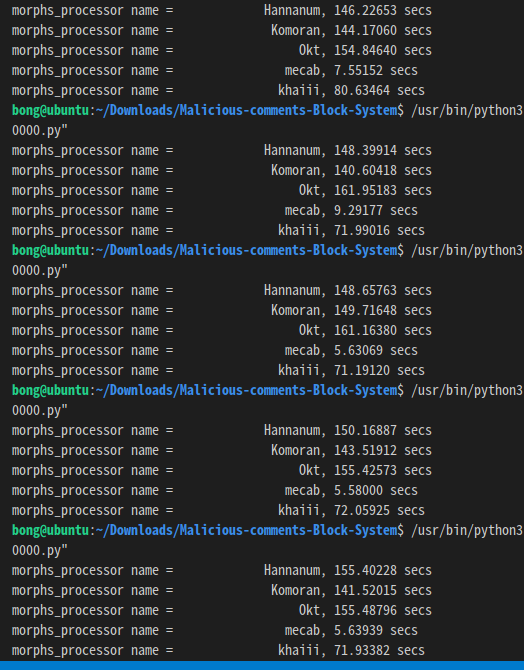 morphs_processor name =            Hannanum, 146.22653 secs
morphs_processor name =             Komoran, 144.17060 secs
morphs_processor name =                 Okt, 154.84640 secs
morphs_processor name =               mecab, 7.55152 secs
morphs_processor name =              khaiii, 80.63464 secs
bong@ubuntu:~/Downloads/Malicious-comments-Block-System$ /usr/bin/python3
0000.py"
morphs_processor name =            Hannanum, 148.39914 secs
morphs_processor name =             Komoran, 140.60418 secs
morphs_processor name =                 Okt, 161.95183 secs
morphs_processor name =               mecab, 9.29177 secs
morphs_processor name =              khaiii, 71.99016 secs
bong@ubuntu:~/Downloads/Malicious-comments-Block-System$ /usr/bin/python3
0000.py"
morphs_processor name =            Hannanum, 148.65763 secs
morphs_processor name =             Komoran, 149.71648 secs
morphs_processor name =                 Okt, 161.16380 secs
morphs_processor name =               mecab, 5.63069 secs
morphs_processor name =              khaiii, 71.19120 secs
bong@ubuntu:~/Downloads/Malicious-comments-Block-System$ /usr/bin/python3
0000.py"
morphs_processor name =            Hannanum, 150.16887 secs
morphs_processor name =             Komoran, 143.51912 secs
morphs_processor name =                 Okt, 155.42573 secs
morphs_processor name =               mecab, 5.58000 secs
morphs_processor name =              khaiii, 72.05925 secs
bong@ubuntu:~/Downloads/Malicious-comments-Block-System$ /usr/bin/python3
0000.py"
morphs_processor name =            Hannanum, 155.40228 secs
morphs_processor name =             Komoran, 141.52015 secs
morphs_processor name =                 Okt, 155.48796 secs
morphs_processor name =               mecab, 5.63939 secs
morphs_processor name =              khaiii, 71.93382 secs